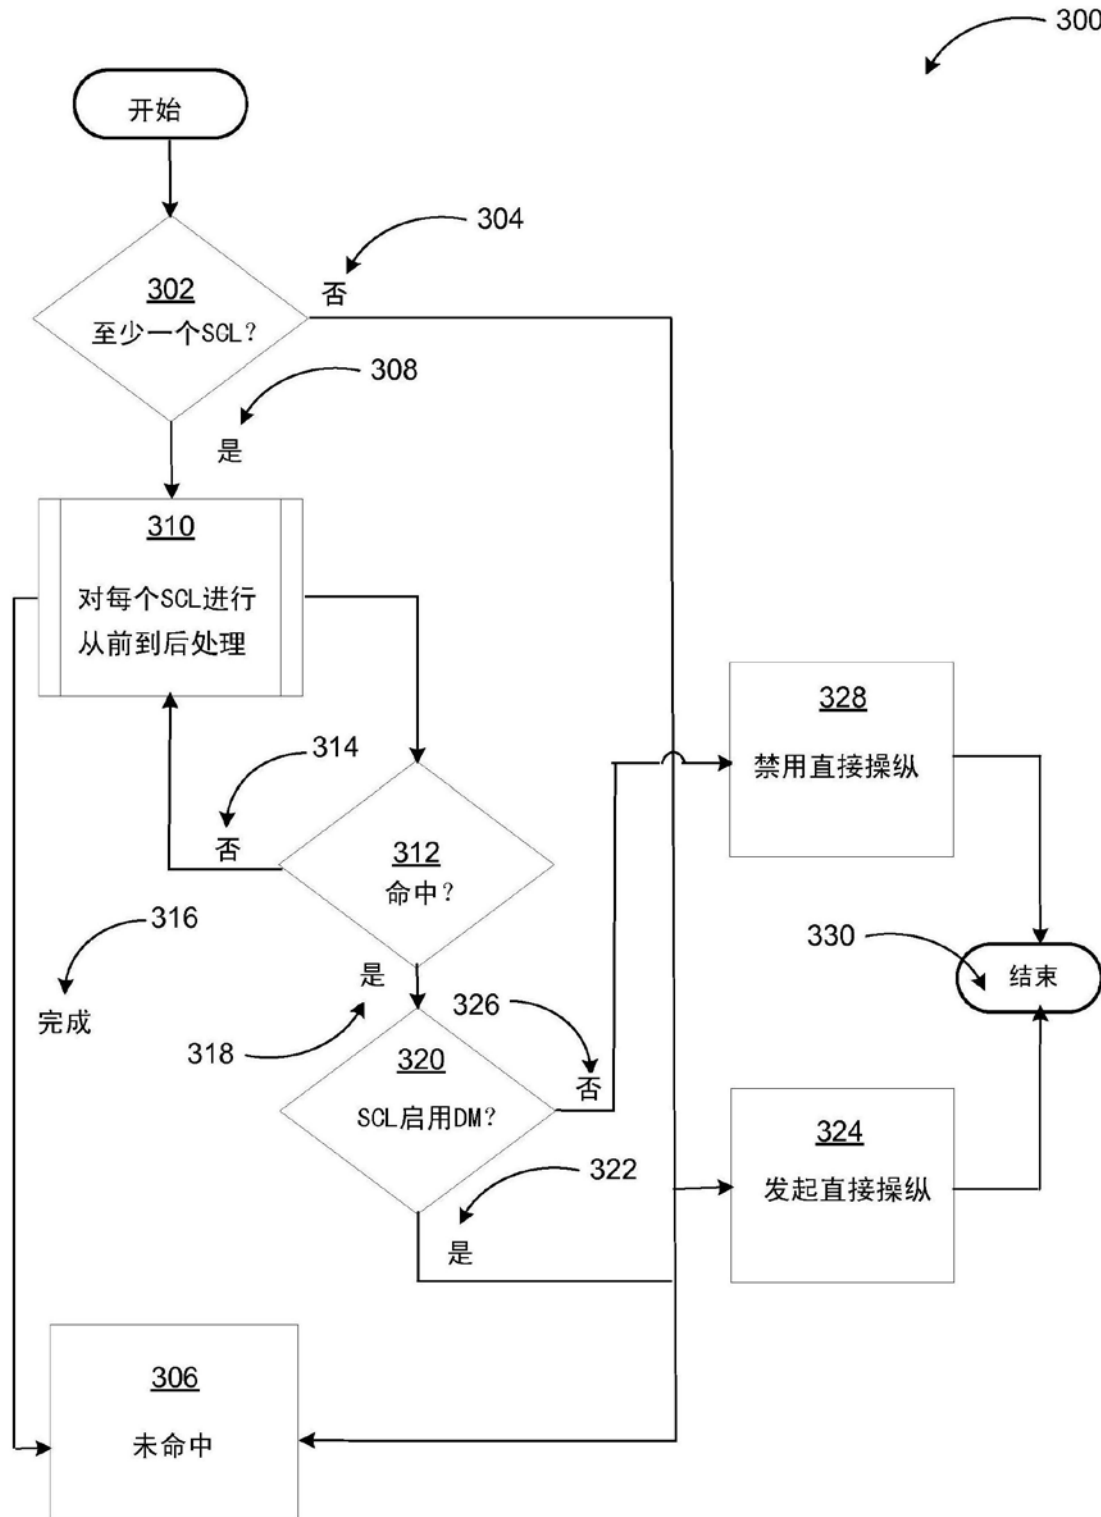 300
开始
304
302
否
至少一个SCL?
308
是
310
对每个SCL进行
从前到后处理
314
否
312
命中?
328
禁用直接操纵
316
完成
是
318
326
否
330
结束
320
SCL启用DM?
322
是
324
发起直接操纵
306
未命中